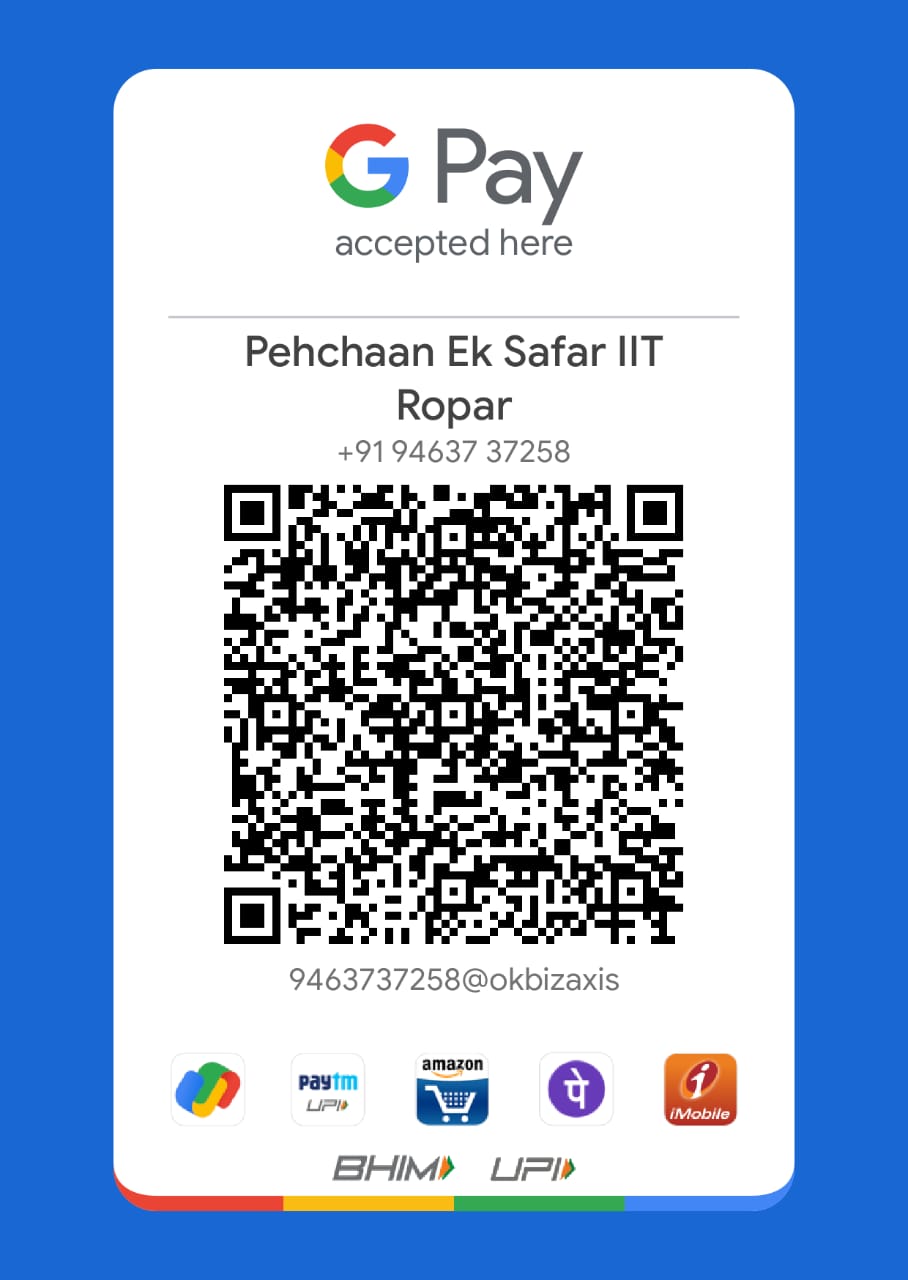 G Pay
accepted here
Pehchaan Ek Safar IIT
Ropar
+91 94637 37258
9463737258@okbizaxis
paytm
UPI
amazon
पे
i
iMobile
BHIM UPI